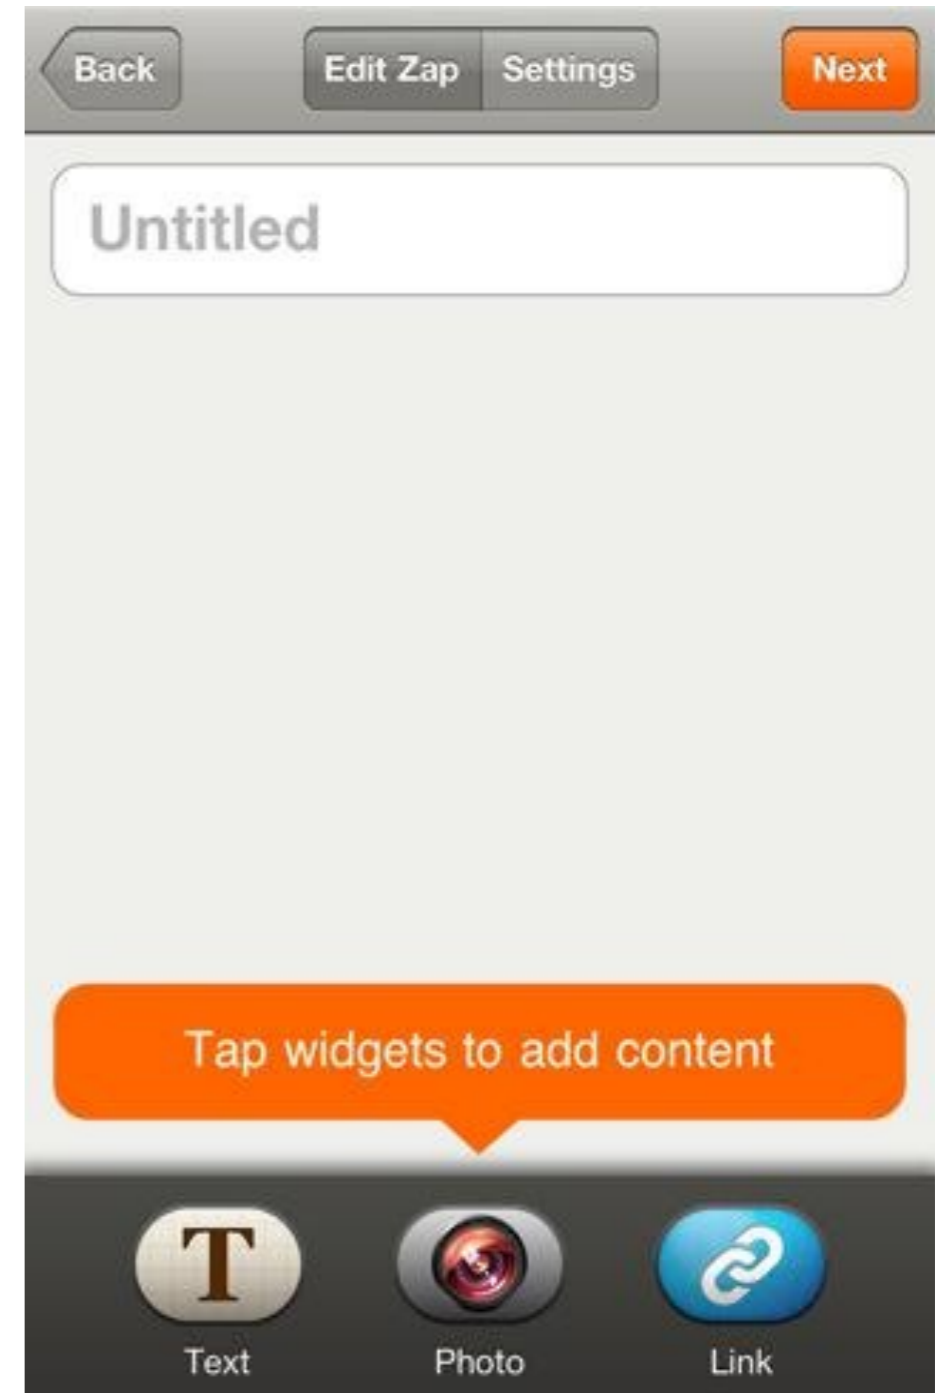 Back Edit Zap Settings Next
Untitled
Tap widgets to add content
T
Text Photo Link